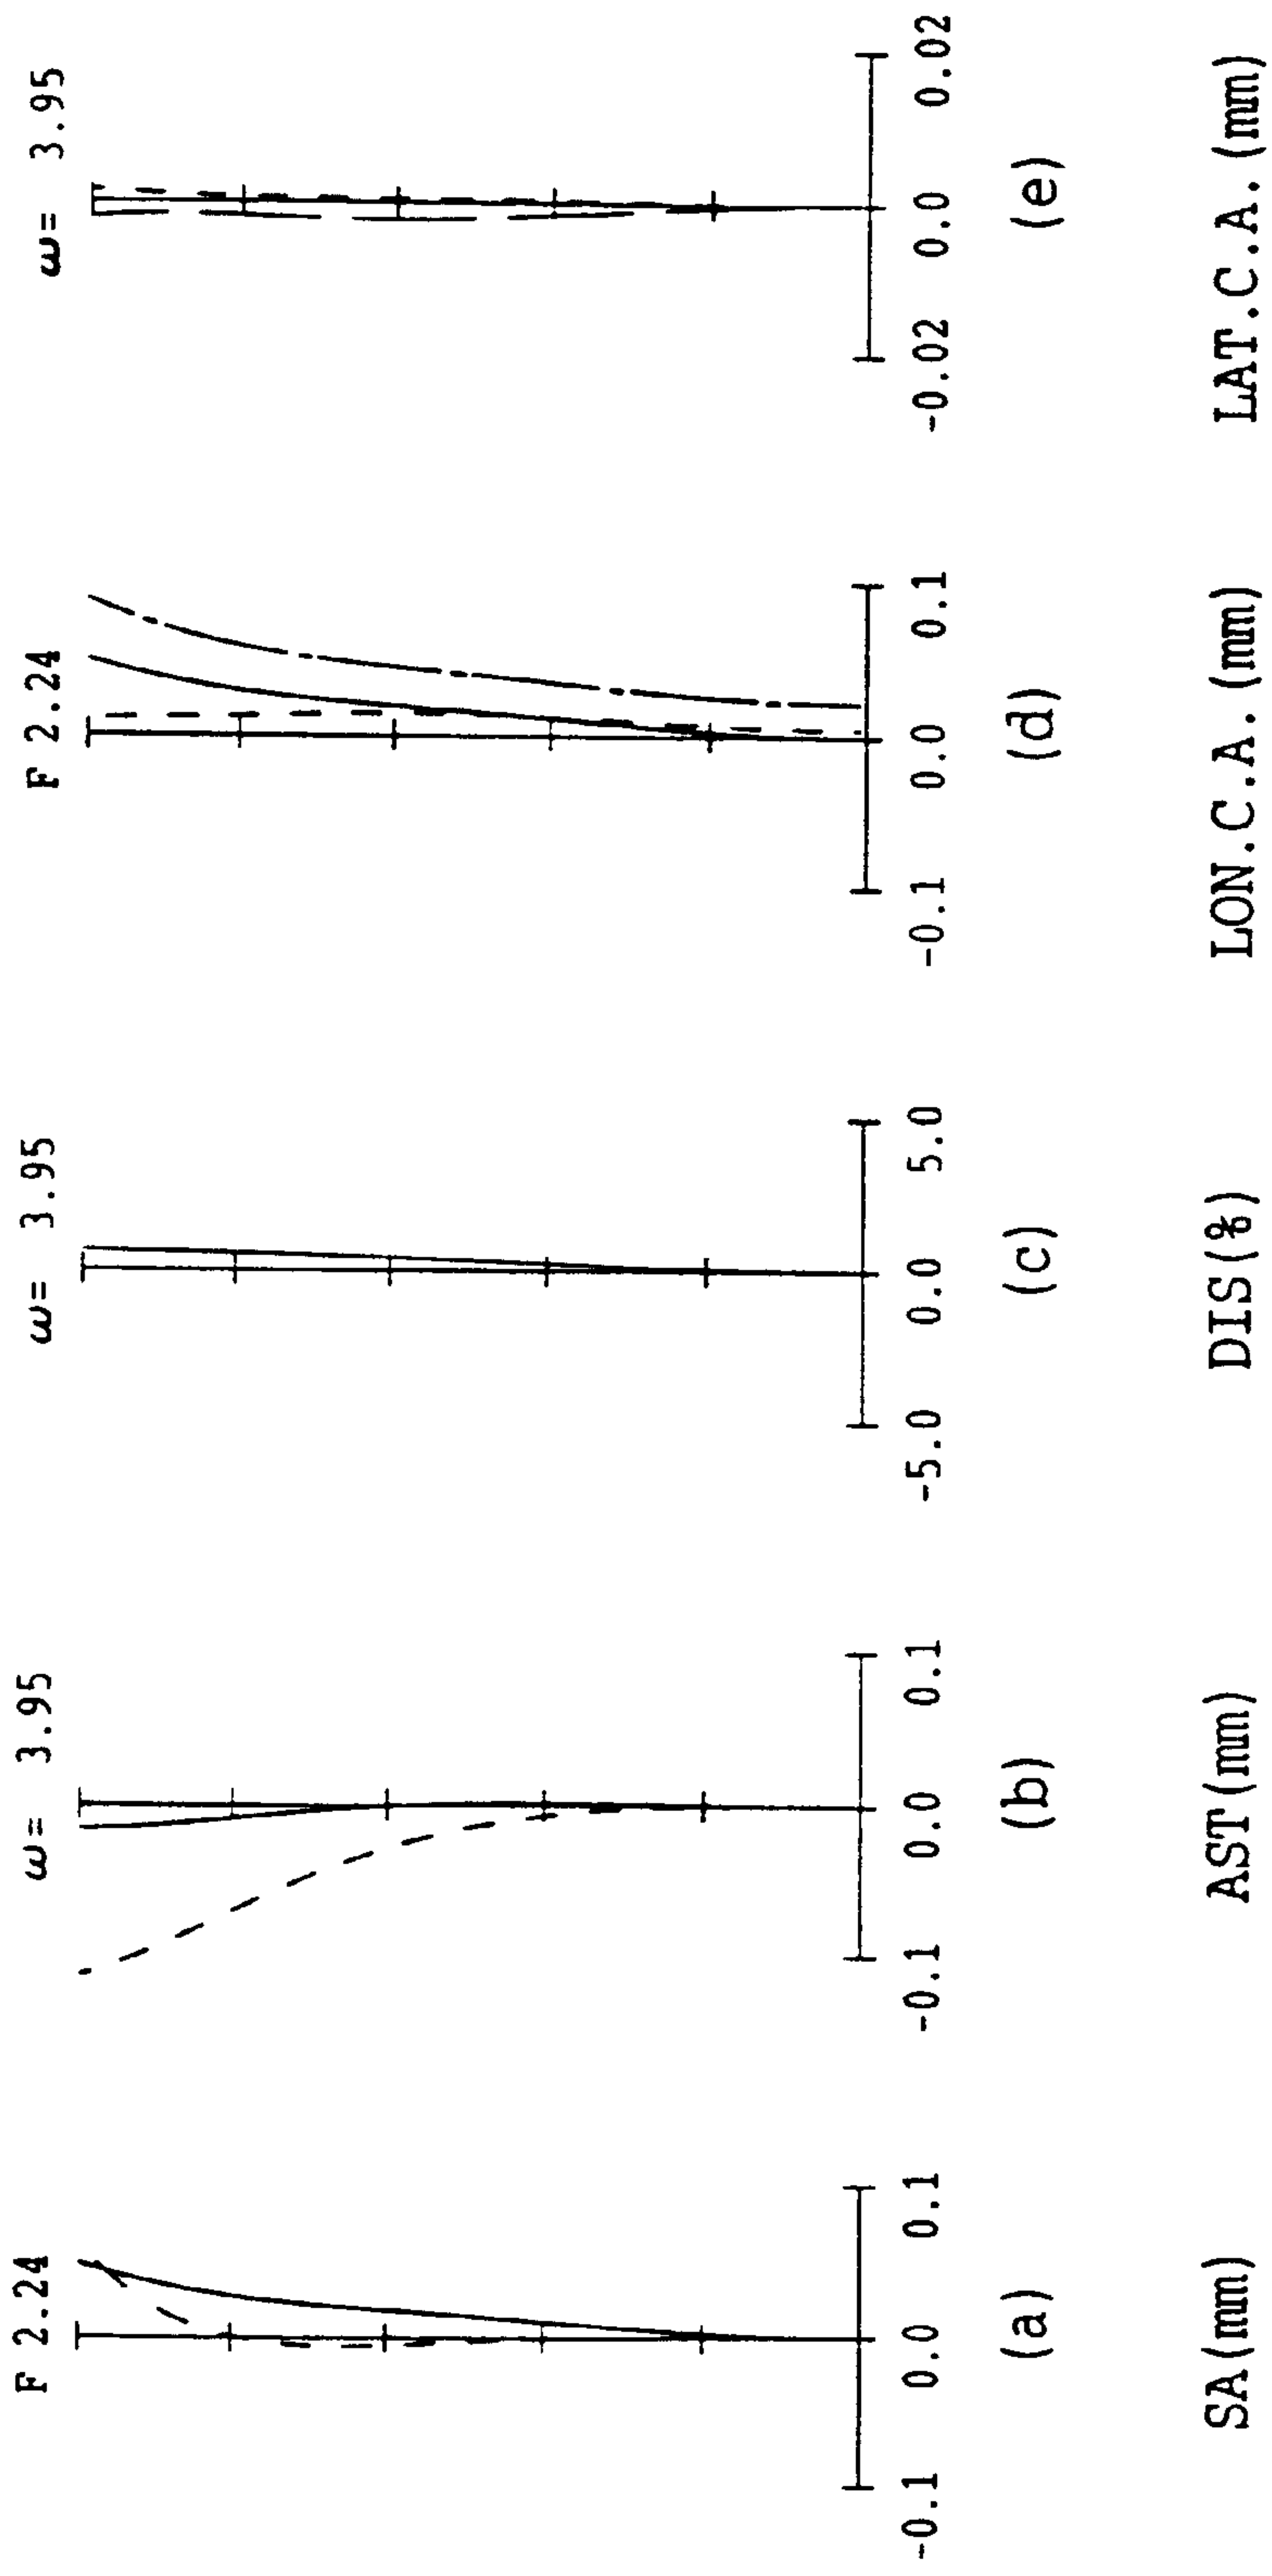 F 2.24
-0.1 0.0 0.1
(a)
SA(mm)
ω= 3.95
-0.1 0.0 0.1
(b)
AST(mm)
ω= 3.95
-5.0 0.0 5.0
(c)
DIS(%)
F 2.24
-0.1 0.0 0.1
(d)
LON.C.A.(mm)
ω= 3.95
-0.02 0.0 0.02
(e)
LAT.C.A.(mm)